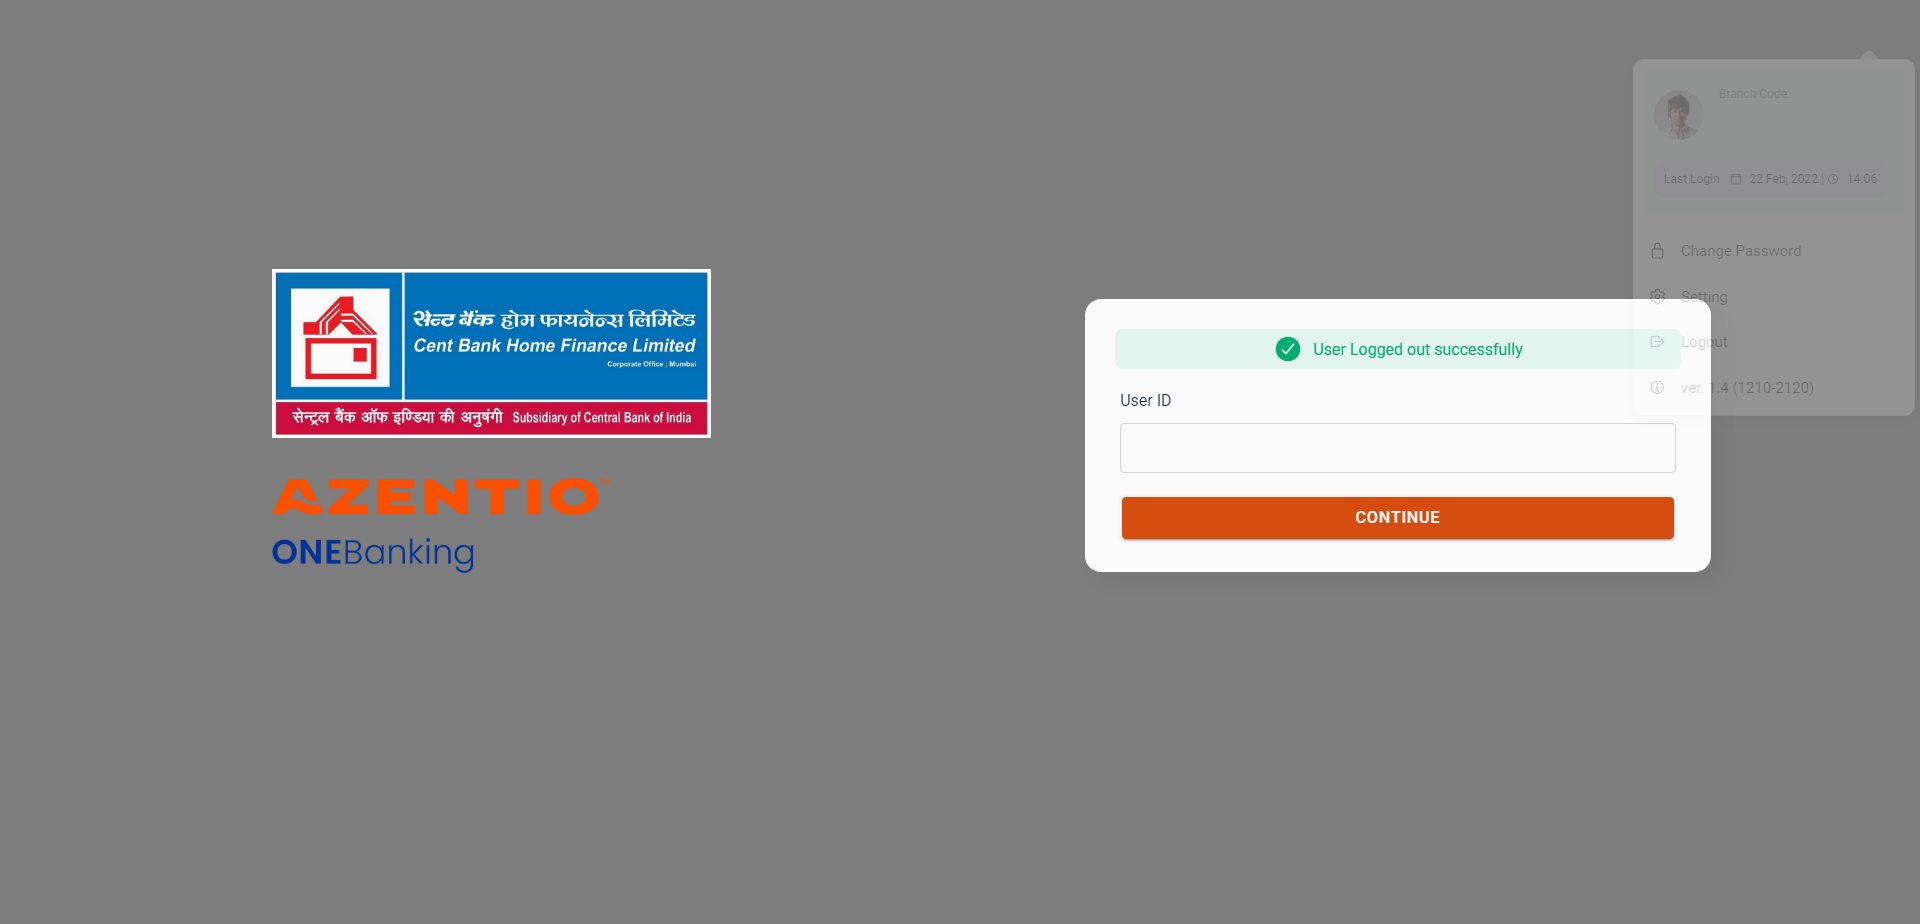 सेन्ट बैंक होम फायनेन्स लिमिटेड
Cent Bank Home Finance Limited
Corporate Office : Mumbai
सेन्ट्रल बैंक ऑफ इण्डिया की अनुषंगी Subsidiary of Central Bank of India
AZENTIO
ONEBanking
User Logged out successfully
User ID
CONTINUE
Branch Code:
Last Login 22 Feb, 2022 | 14:06
Change Password
Setting
Logout
ver. 1.4 (1210-2120)